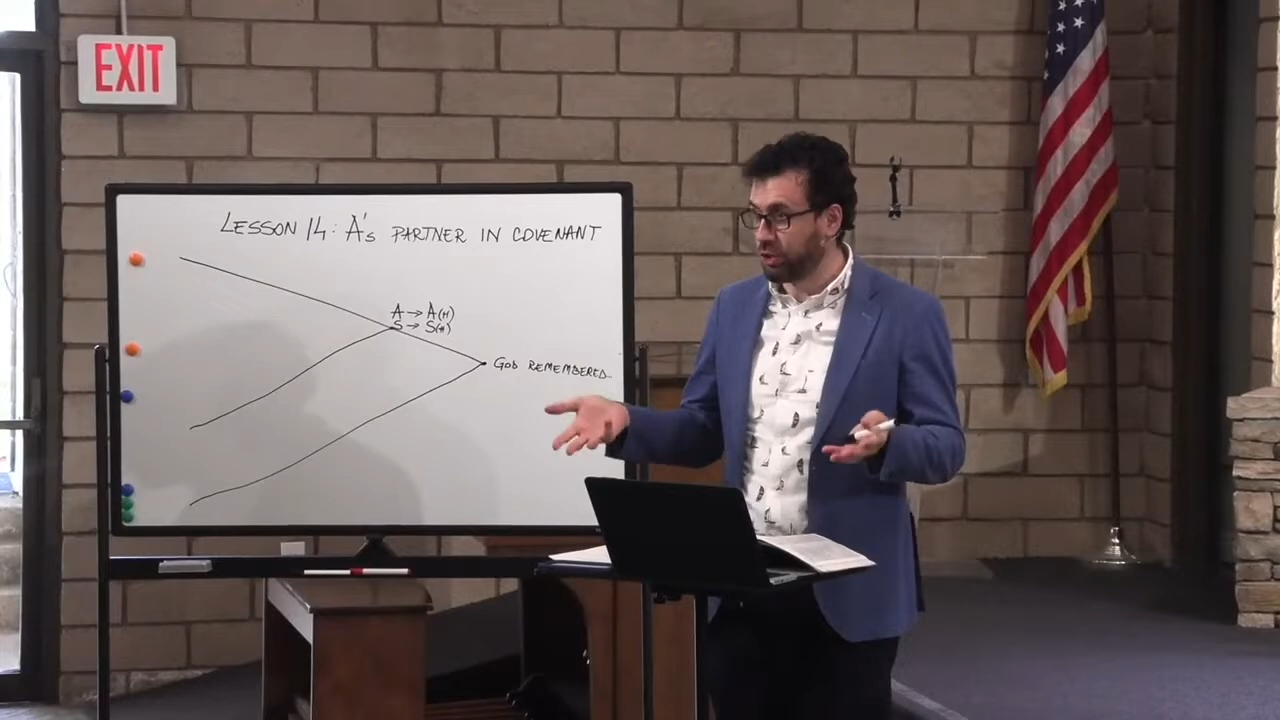 EXIT
LESSON 14: A's PARTNER IN COVENANT
A → A(H)
S → S(H)
GOD REMEMBERED